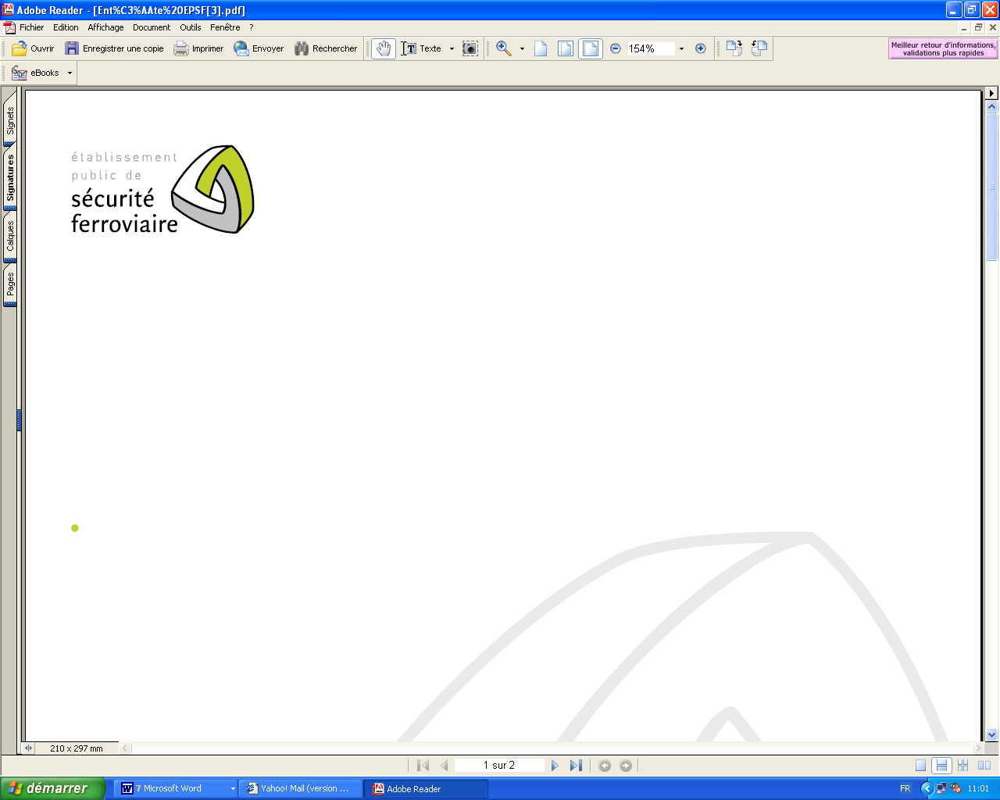 Adobe Reader - [Ent%C3%AAte%20EPSF[3].pdf]
Fichier Edition Affichage Document Outils Fenêtre ?
Ouvrir Enregistrer une copie Imprimer Envoyer Rechercher Texte 154%
Meilleur retour d'informations,
validations plus rapides
eBooks
Signets
Signatures
Calques
Pages
établissement
public de
sécurité
ferroviaire
210 x 297 mm
1 sur 2
démarrer 7 Microsoft Word Yahoo! Mail (version ... Adobe Reader FR 11:01